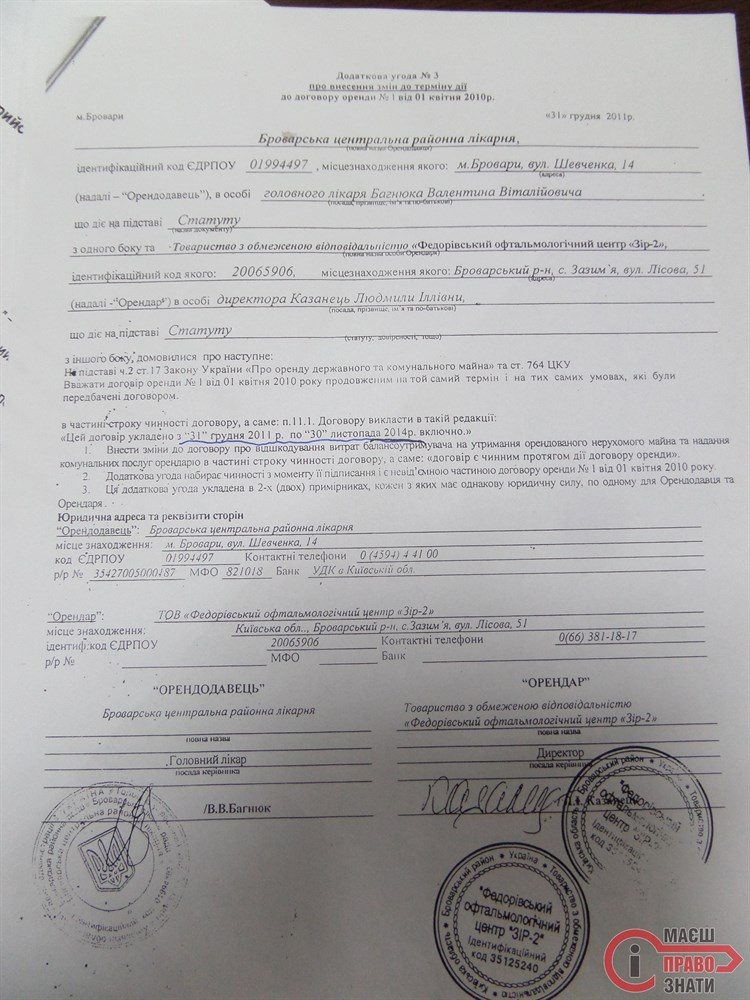 Додаткова угода № 3
про внесення змін до терміну дії
до договору оренди № 1 від 01 квітня 2010р.
м.Бровари «31» грудня 2011р.
Броварська центральна районна лікарня,
ідентифікаційний код ЄДРПОУ 01994497 , місцезнаходження якого: м.Бровари, вул. Шевченка, 14
(адреса)
(надалі – "Орендодавець"), в особі головного лікаря Багнюка Валентина Віталійовича
(посада, прізвище, ім'я та по-батькові)
що діє на підставі Статуту
(назва документу)
з одного боку та Товариство з обмеженою відповідальністю «Федорівський офтальмологічний центр «Зір-2»,
(повна назва особи Орендаря)
ідентифікаційний код якого: 20065906, місцезнаходження якого: Броварський р-н, с. Зазим'я, вул. Лісова, 51
(адреса)
(надалі -"Орендар") в особі директора Казанець Людмили Іллівни,
(посада, прізвище, ім'я та по-батькові)
що діє на підставі Статуту
(статуту, довіреності, тощо)
з іншого боку, домовилися про наступне:
На підставі ч.2 ст.17 Закону України «Про оренду державного та комунального майна» та ст. 764 ЦКУ
Вважати договір оренди № 1 від 01 квітня 2010 року продовженим на той самий термін і на тих самих умовах, які були
передбачені договором.
в частині строку чинності договору, а саме: п.11.1. Договору викласти в такій редакції:
«Цей договір укладено з "31" грудня 2011 р. по "30" листопада 2014р. включно.»
1. Внести зміни до договору про відшкодування витрат балансоутримувача на утримання орендованого нерухомого майна та надання
комунальних послуг орендарю в частині строку чинності договору, а саме: «договір є чинним протягом дії договору оренди».
2. Додаткова угода набирає чинності з моменту її підписання і є невід'ємною частиною договору оренди № 1 від 01 квітня 2010 року.
3. Ця додаткова угода укладена в 2-х (двох) примірниках, кожен з яких має однакову юридичну силу, по одному для Орендодавця та
Орендаря.
Юридична адреса та реквізити сторін
"Орендодавець": Броварська центральна районна лікарня
місце знаходження: м. Бровари, вул. Шевченка, 14
код ЄДРПОУ 01994497 Контактні телефони 0 (4594) 4 41 00
р/р № 35427005000487 МФО 821018 Банк УДК в Київській обл.
"Орендар": ТОВ «Федорівський офтальмологічний центр «Зір-2»
місце знаходження: Київська обл.., Броварський р-н, с.Зазим'я, вул. Лісова, 51
ідентиф.код ЄДРПОУ 20065906 Контактні телефони 0(66) 381-18-17
р/р № МФО Банк
"ОРЕНДОДАВЕЦЬ" "ОРЕНДАР"
Броварська центральна районна лікарня Товариство з обмеженою відповідальністю
«Федорівський офтальмологічний центр «Зір-2»
повна назва повна назва
Головний лікар Директор
посада керівника посада керівника
/В.В.Багнюк Казанець
"Федорівський офтальмологічний центр
Броварський район * Україна * Товариство з обмеженою відповідальністю * Київська область
"Федорівський
офтальмологічний
центр "ЗІР-2"
Ідентифікаційний
код 35125240
МАЄШ
ПРАВО
ЗНАТИ